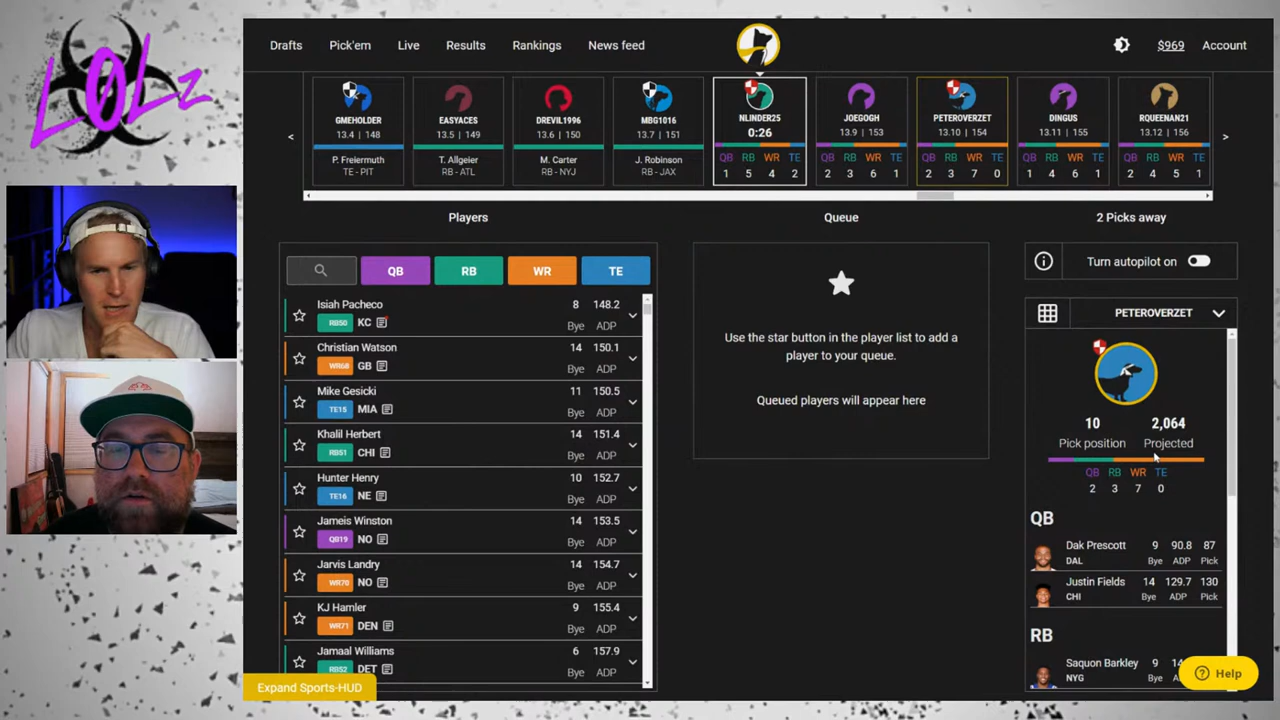 LOLz
Drafts Pick'em Live Results Rankings News feed $969 Account
< GMEHOLDER EASYACES DREVIL1996 MBG1016 NLINDER25 JOEGOGH PETEROVERZET DINGUS RQUEENAN21 >
13.4 | 148 13.5 | 149 13.6 | 150 13.7 | 151 0:26 13.9 | 153 13.10 | 154 13.11 | 155 13.12 | 156
P. Freiermuth T. Allgeier M. Carter J. Robinson QB RB WR TE QB RB WR TE QB RB WR TE QB RB WR TE QB RB WR TE
TE - PIT RB - ATL RB - NYJ RB - JAX 1 5 4 2 2 3 6 1 2 3 7 0 1 4 6 1 2 4 5 1
Players Queue 2 Picks away
QB RB WR TE
Isiah Pacheco 8 148.2
RB50 KC Bye ADP
Christian Watson 14 150.1
WR68 GB Bye ADP
Mike Gesicki 11 150.5
TE15 MIA Bye ADP
Khalil Herbert 14 151.4
RB51 CHI Bye ADP
Hunter Henry 10 152.7
TE16 NE Bye ADP
Jameis Winston 14 153.5
QB19 NO Bye ADP
Jarvis Landry 14 154.7
WR70 NO Bye ADP
KJ Hamler 9 155.4
WR71 DEN Bye ADP
Jamaal Williams 6 157.9
RB52 DET Bye ADP
Expand Sports-HUD
Use the star button in the player list to add
a player to your queue.
Queued players will appear here
Turn autopilot on
PETEROVERZET
10 2,064
Pick position Projected
QB RB WR TE
2 3 7 0
QB
Dak Prescott 9 90.8 87
DAL Bye ADP Pick
Justin Fields 14 129.7 130
CHI Bye ADP Pick
RB
Saquon Barkley 9
NYG Bye
Help